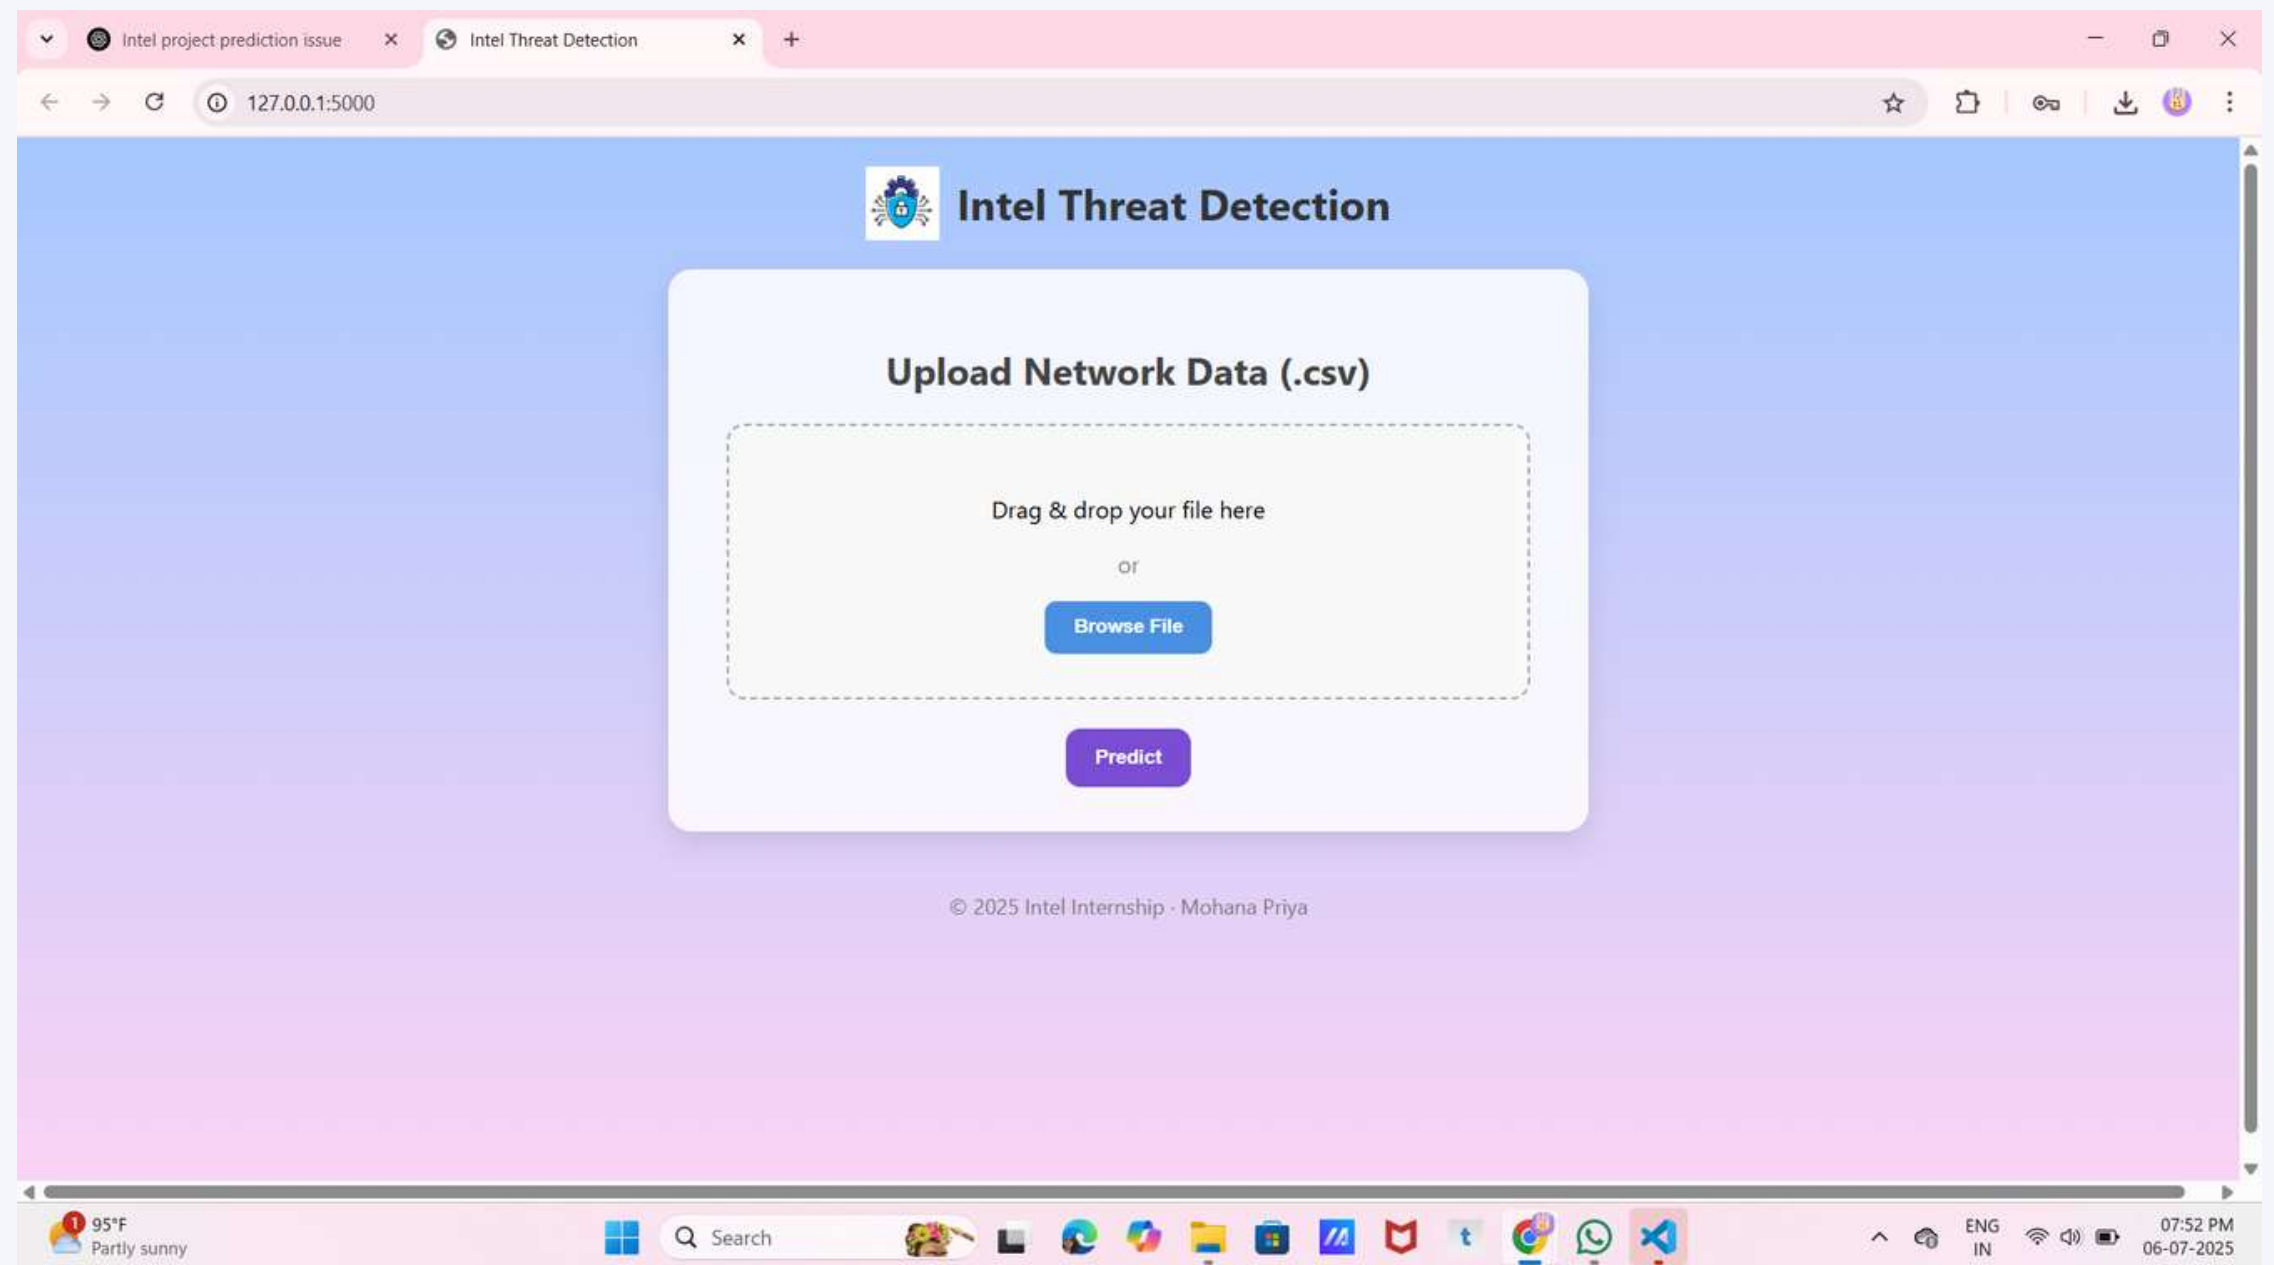 Intel project prediction issue
Intel Threat Detection
127.0.0.1:5000
Intel Threat Detection
Upload Network Data (.csv)
Drag & drop your file here
or
Browse File
Predict
© 2025 Intel Internship · Mohana Priya
1
95°F
Partly sunny
Search
t
ENG
IN
07:52 PM
06-07-2025